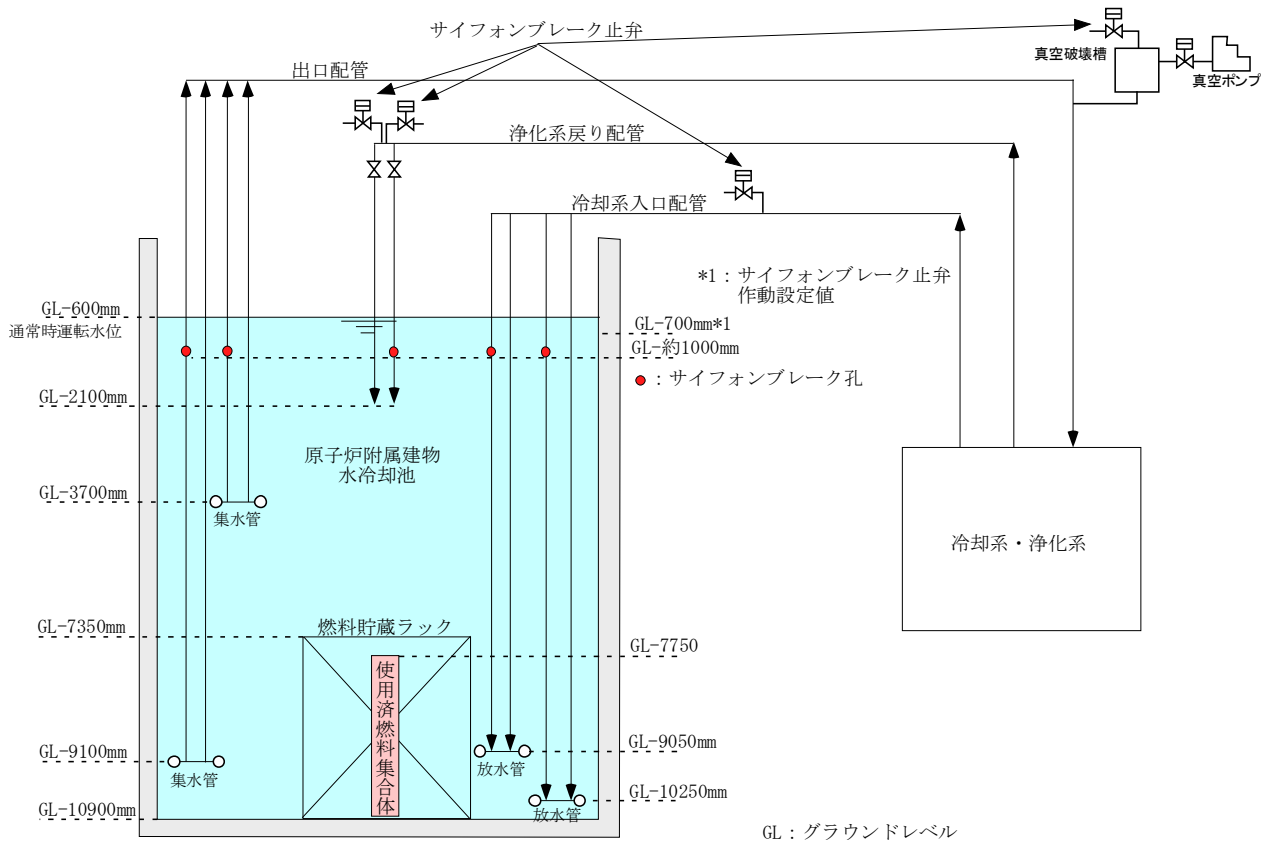 サイフォンブレーク止弁
真空破壊槽
真空ポンプ
出口配管
浄化系戻り配管
冷却系入口配管
*1：サイフォンブレーク止弁
作動設定値
GL-600mm
通常時運転水位
GL-700mm*1
GL-約1000mm
●：サイフォンブレーク孔
GL-2100mm
原子炉附属建物
水冷却池
GL-3700mm
集水管
冷却系・浄化系
GL-7350mm
燃料貯蔵ラック
GL-7750
使用済燃料集合体
GL-9050mm
GL-9100mm
放水管
集水管
GL-10250mm
GL-10900mm
放水管
GL：グラウンドレベル